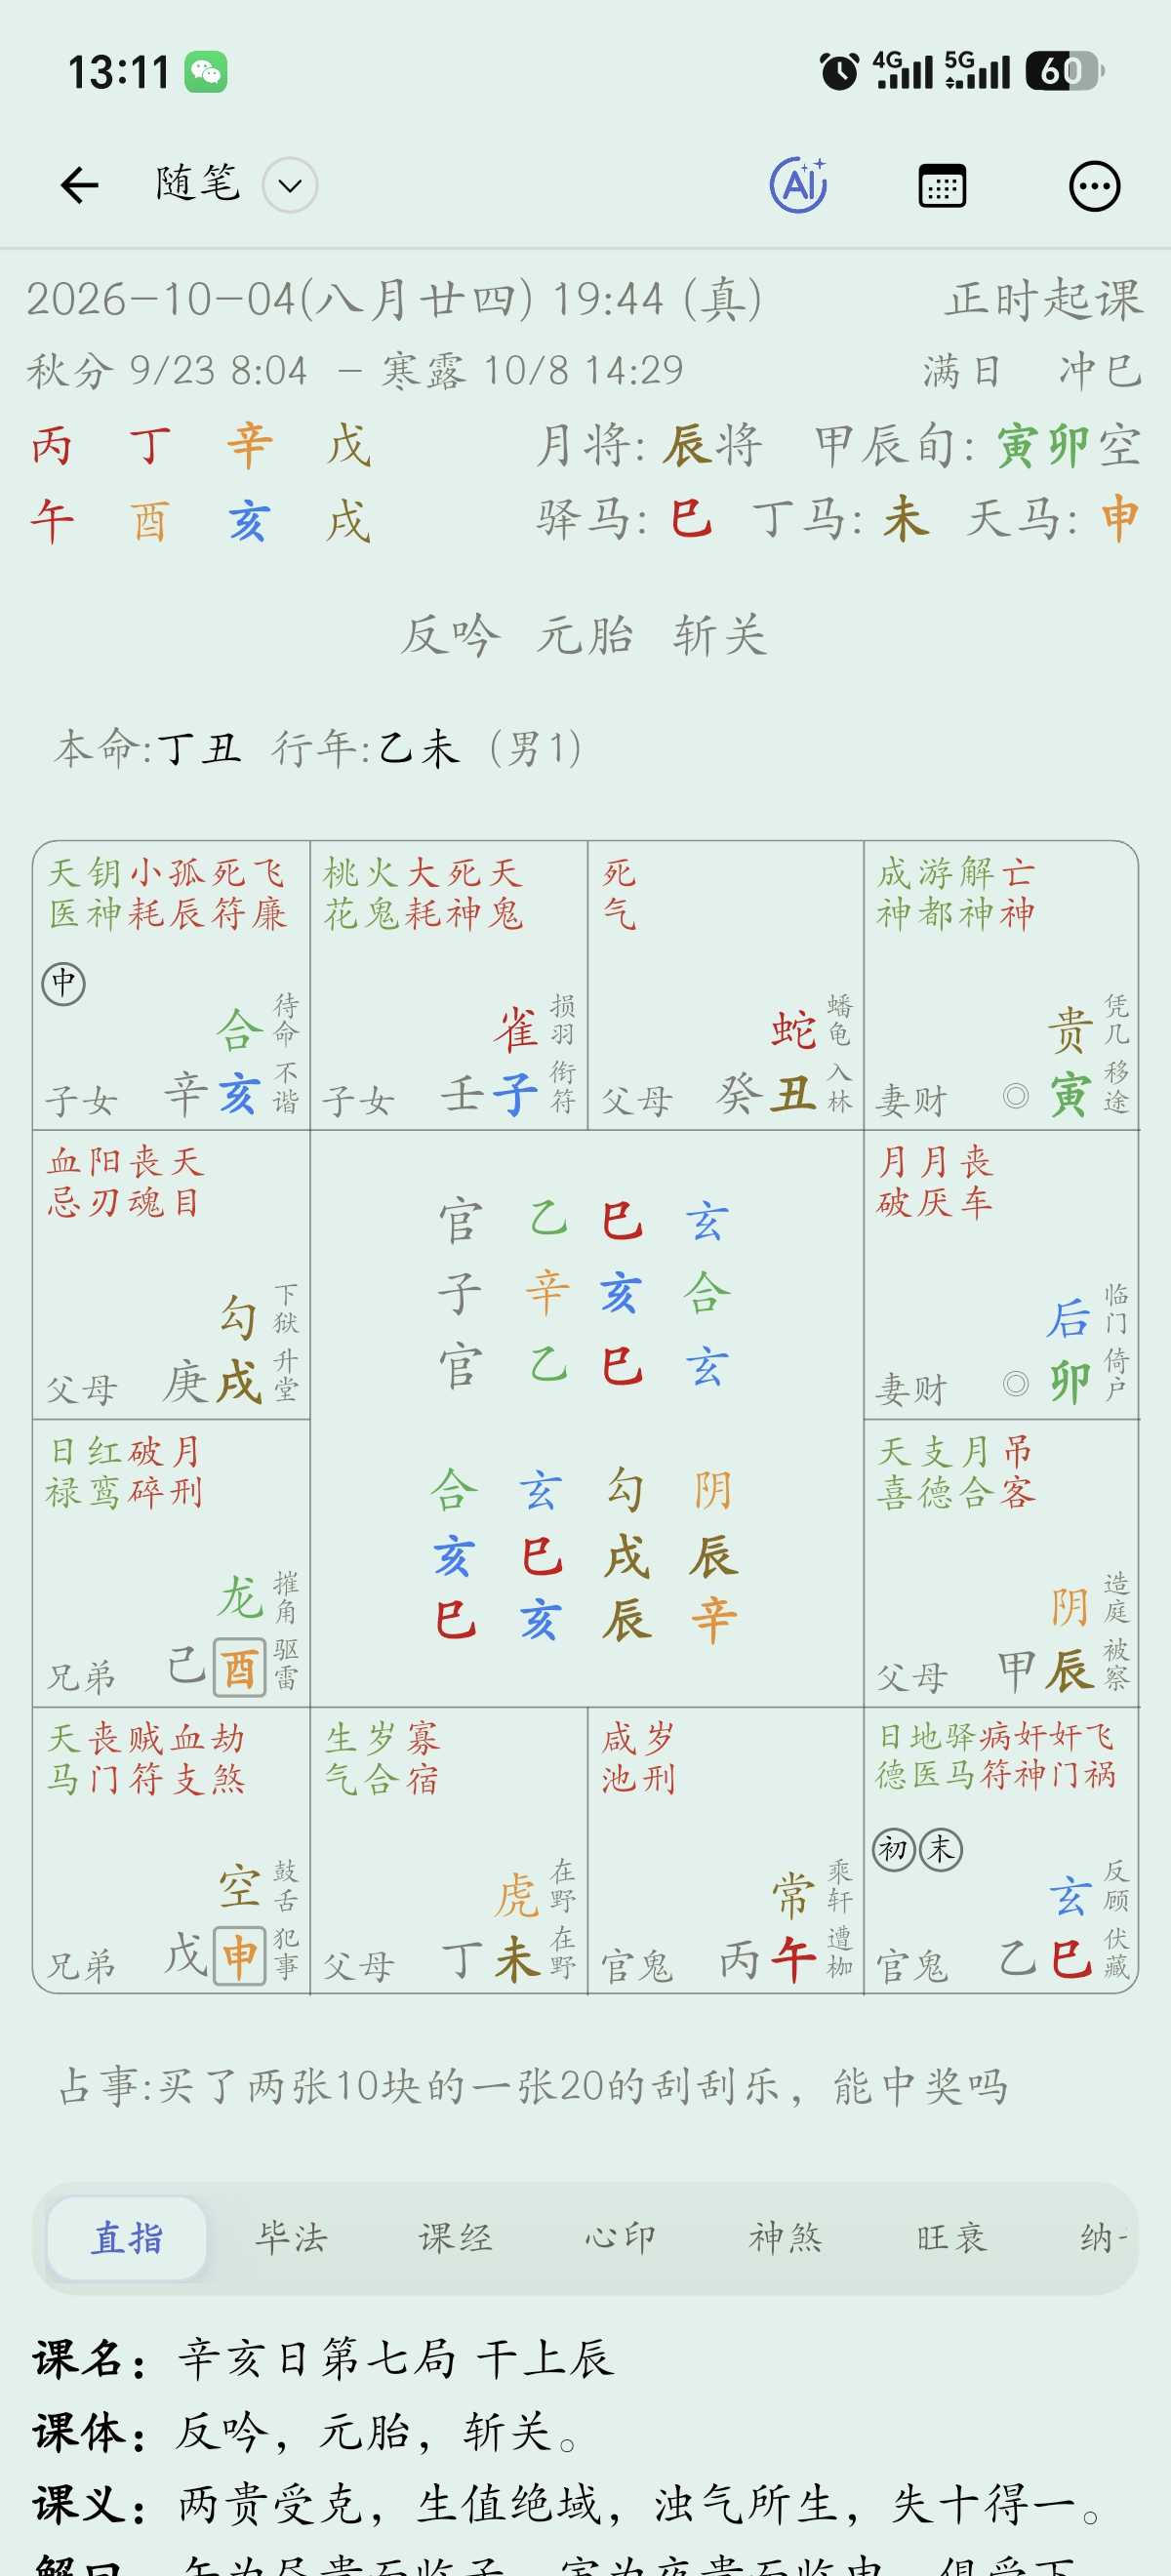 13:11 4G 5G 60
随笔 AI
2026-10-04(八月廿四) 19:44 (真) 正时起课
秋分 9/23 8:04 - 寒露 10/8 14:29 满日 冲巳
丙 丁 辛 戊 月将: 辰将 甲辰旬: 寅卯空
午 酉 亥 戌 驿马: 巳 丁马: 未 天马: 申
反吟 元胎 斩关
本命:丁丑 行年:乙未 (男1)
天医 钥神 小耗 孤辰 死符 飞廉
中
合 待命
子女 辛亥 不谐
桃花 火鬼 大耗 死神 天鬼
雀 损羽
子女 壬子 衔符
死气
蛇 蟠龟
父母 癸丑 入林
成神 游都 解神 亡神
贵 凭几
妻财 ◎ 寅 移途
血忌 阳刃 丧魂 天目
勾 下狱
父母 庚戌 升堂
月破 月厌 丧车
后 临门
妻财 ◎ 卯 倚户
官 乙 巳 玄
子 辛 亥 合
官 乙 巳 玄
合 玄 勾 阴
亥 巳 戌 辰
巳 亥 辰 辛
日禄 红鸾 破碎 月刑
龙 摧角
兄弟 己酉 驱雷
天喜 支德 月合 吊客
阴 造庭
父母 甲辰 被察
天马 丧门 贼符 血支 劫煞
空 鼓舌
兄弟 戊申 犯事
生气 岁合 寡宿
虎 在野
父母 丁未 在野
咸池 岁刑
常 乘轩
官鬼 丙午 遭枷
日德 地医 驿马 病符 奸神 奸门 飞祸
初 末
玄 反顾
官鬼 乙巳 伏藏
占事:买了两张10块的一张20的刮刮乐，能中奖吗
直指 毕法 课经 心印 神煞 旺衰 纳
课名：辛亥日第七局 干上辰
课体：反吟，元胎，斩关。
课义：两贵受克，生值绝域，浊气所生，失十得一。